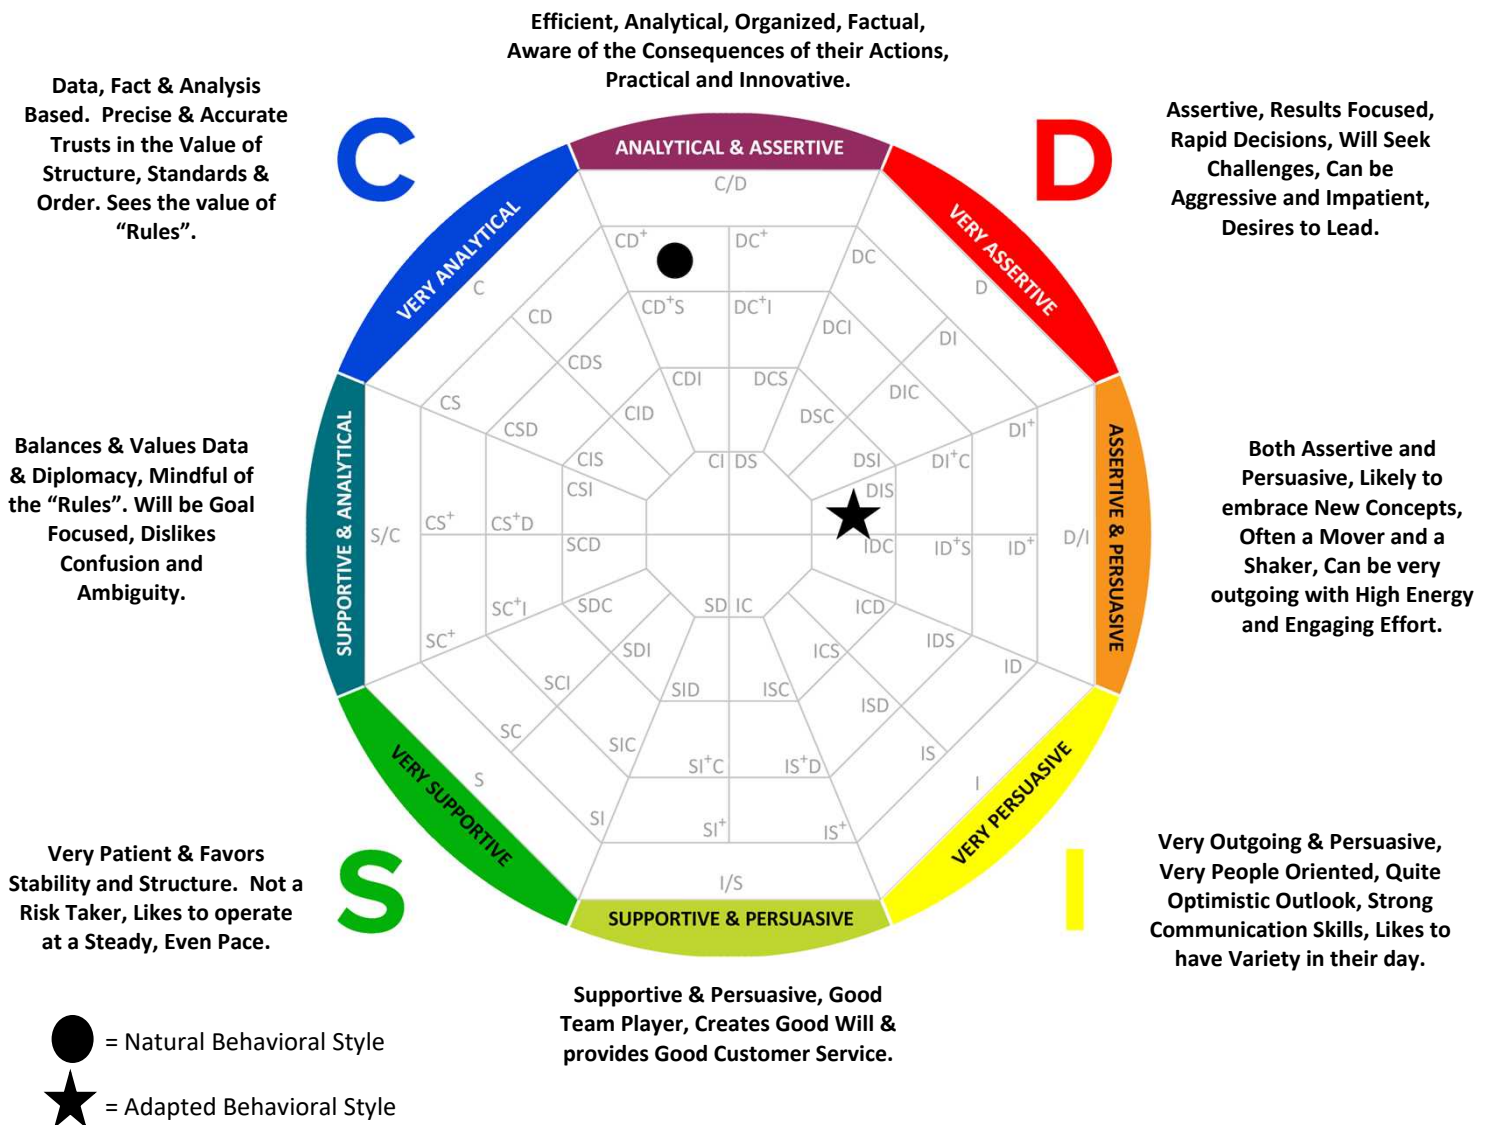 Efficient, Analytical, Organized, Factual,
Aware of the Consequences of their Actions,
Practical and Innovative.
Data, Fact & Analysis
Based.  Precise & Accurate
Trusts in the Value of
Structure, Standards &
Order. Sees the value of
“Rules”.
C
D
Assertive, Results Focused,
Rapid Decisions, Will Seek
Challenges, Can be
Aggressive and Impatient,
Desires to Lead.
ANALYTICAL & ASSERTIVE
VERY ANALYTICAL
VERY ASSERTIVE
C/D
CD+
DC+
DC
C
D
CD
CD+S
DC+I
DCI
DI
CDS
CDI
DCS
DIC
CS
CID
DSC
DI+
CSD
CIS
CI
DS
DSI
DI+C
CSI
DIS
S/C
CS+
CS+D
SCD
IDC
ID+S
ID+
D/I
SC+I
SDC
SD
IC
ICD
SC+
SDI
ICS
IDS
ID
SCI
SID
ISC
ISD
SC
SIC
SI+C
IS+D
IS
S
I
SI
SI+
IS+
I/S
Balances & Values Data
& Diplomacy, Mindful of
the “Rules”. Will be Goal
Focused, Dislikes
Confusion and
Ambiguity.
SUPPORTIVE & ANALYTICAL
ASSERTIVE & PERSUASIVE
Both Assertive and
Persuasive, Likely to
embrace New Concepts,
Often a Mover and a
Shaker, Can be very
outgoing with High Energy
and Engaging Effort.
VERY SUPPORTIVE
VERY PERSUASIVE
SUPPORTIVE & PERSUASIVE
Very Patient & Favors
Stability and Structure.  Not a
Risk Taker, Likes to operate
at a Steady, Even Pace.
S
I
Very Outgoing & Persuasive,
Very People Oriented, Quite
Optimistic Outlook, Strong
Communication Skills, Likes to
have Variety in their day.
Supportive & Persuasive, Good
Team Player, Creates Good Will &
provides Good Customer Service.
= Natural Behavioral Style
= Adapted Behavioral Style